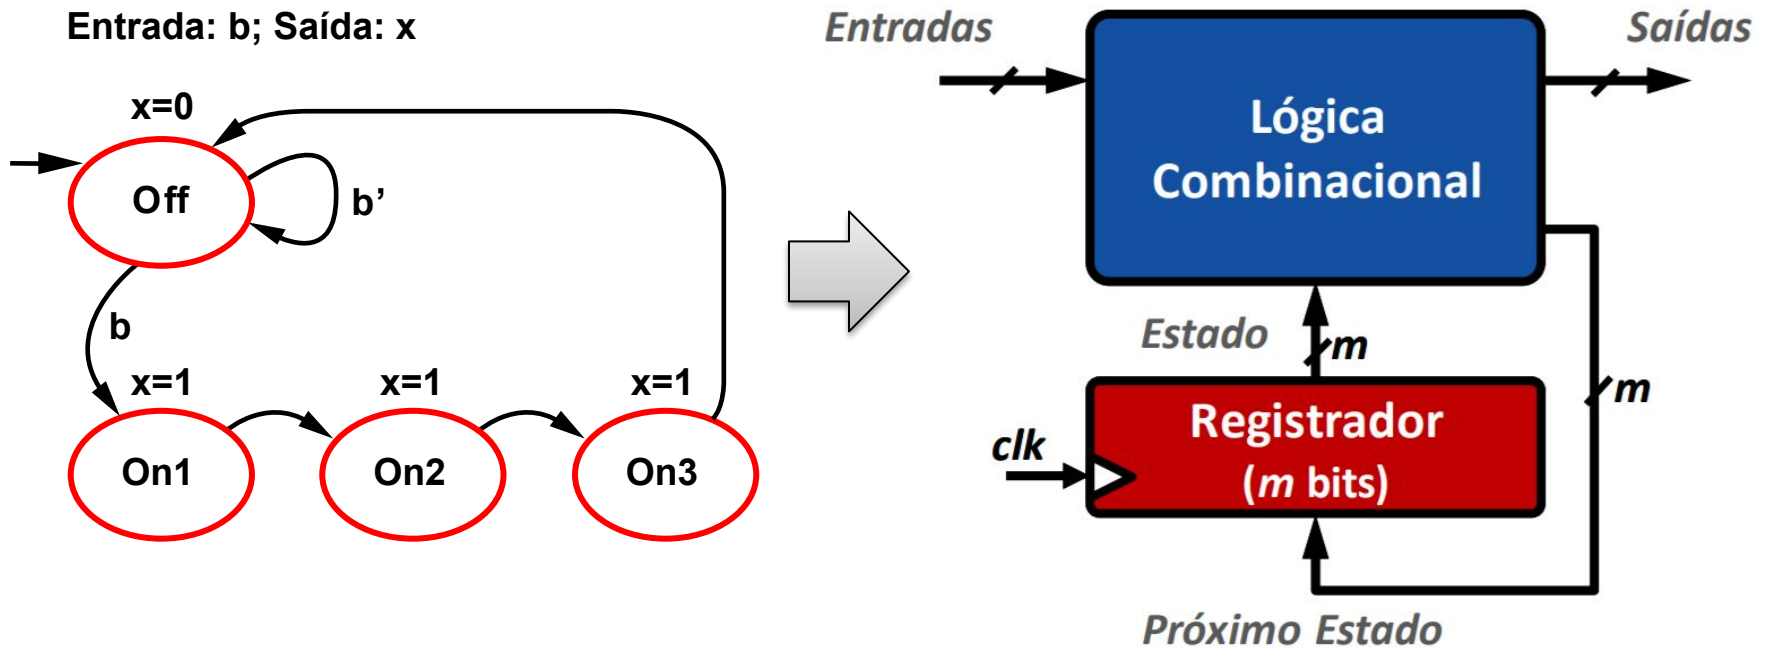 Entrada: b; Saída: x
x=0
Off
b’
b
x=1
x=1
x=1
On1
On2
On3
Entradas
Saídas
Lógica
Combinacional
Estado
m
m
Registrador
(m bits)
clk
Próximo Estado